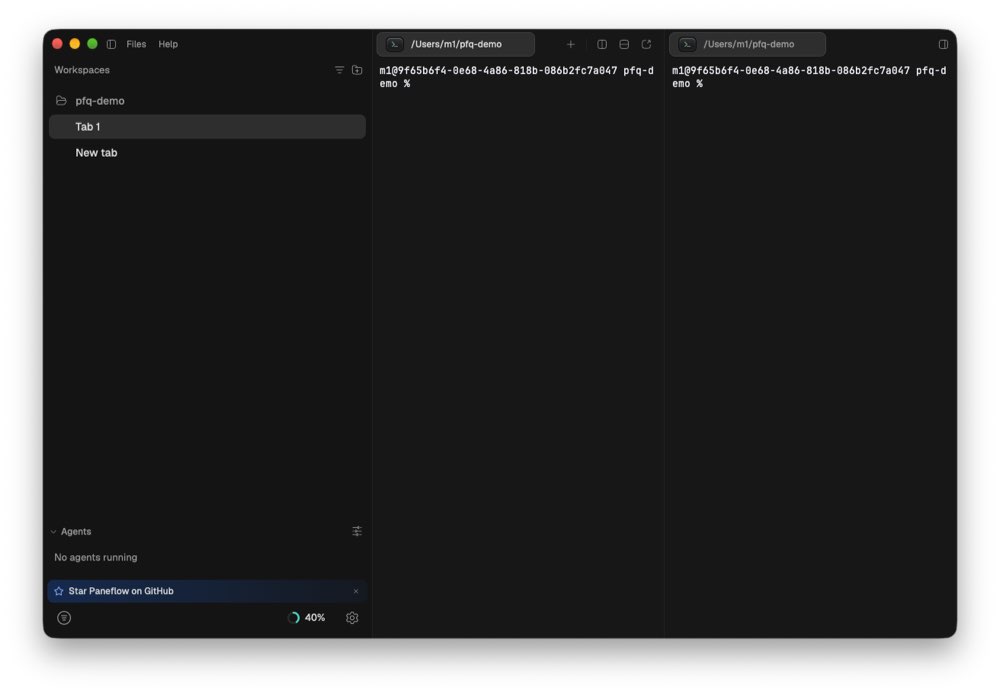 Files Help
Workspaces
pfq-demo
Tab 1
New tab
Agents
No agents running
Star Paneflow on GitHub
40%
/Users/m1/pfq-demo
m1@9f65b6f4-0e68-4a86-818b-086b2fc7a047 pfq-d
emo %
/Users/m1/pfq-demo
m1@9f65b6f4-0e68-4a86-818b-086b2fc7a047 pfq-d
emo %